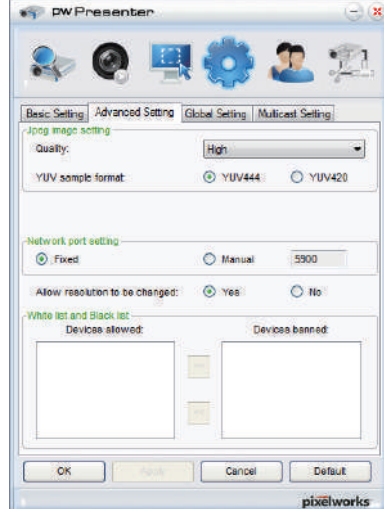 pwPresenter
Basic Setting Advanced Setting Global Setting Multicast Setting
Jpeg image setting
Quality: High
YUV sample format: YUV444 YUV420
Network port setting
Fixed Manual 5900
Allow resolution to be changed: Yes No
White list and Black list
Devices allowed: Devices banned:
OK Apply Cancel Default
pixelworks